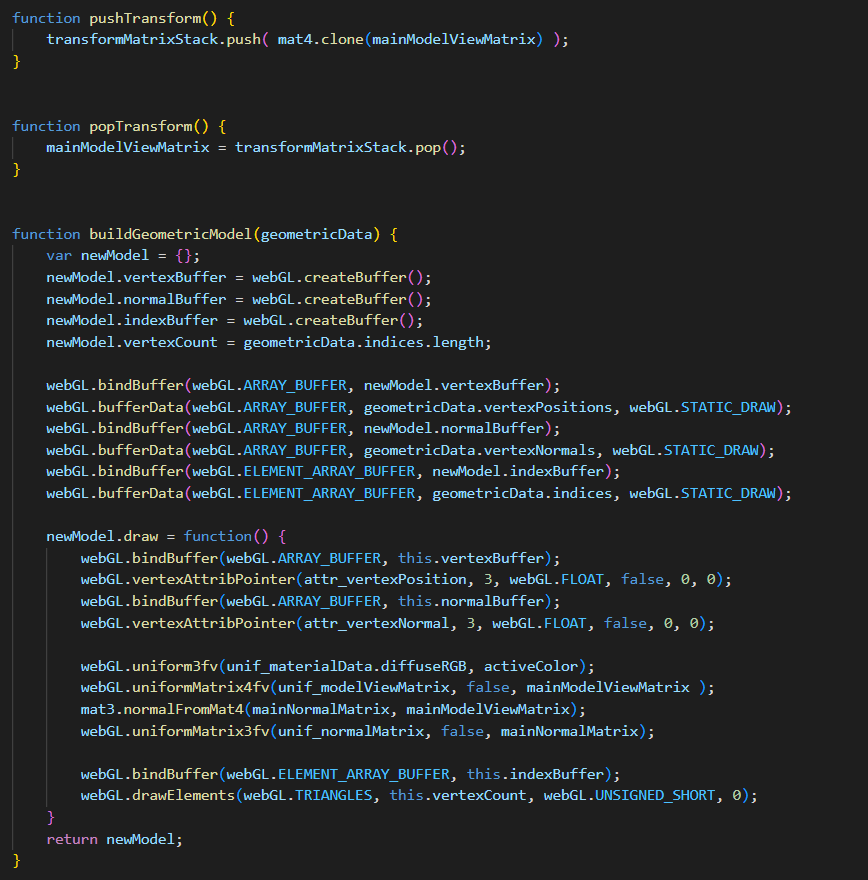 function pushTransform() {
    transformMatrixStack.push( mat4.clone(mainModelViewMatrix) );
}
function popTransform() {
    mainModelViewMatrix = transformMatrixStack.pop();
}
function buildGeometricModel(geometricData) {
    var newModel = {};
    newModel.vertexBuffer = webGL.createBuffer();
    newModel.normalBuffer = webGL.createBuffer();
    newModel.indexBuffer = webGL.createBuffer();
    newModel.vertexCount = geometricData.indices.length;
    webGL.bindBuffer(webGL.ARRAY_BUFFER, newModel.vertexBuffer);
    webGL.bufferData(webGL.ARRAY_BUFFER, geometricData.vertexPositions, webGL.STATIC_DRAW);
    webGL.bindBuffer(webGL.ARRAY_BUFFER, newModel.normalBuffer);
    webGL.bufferData(webGL.ARRAY_BUFFER, geometricData.vertexNormals, webGL.STATIC_DRAW);
    webGL.bindBuffer(webGL.ELEMENT_ARRAY_BUFFER, newModel.indexBuffer);
    webGL.bufferData(webGL.ELEMENT_ARRAY_BUFFER, geometricData.indices, webGL.STATIC_DRAW);
    newModel.draw = function() {
        webGL.bindBuffer(webGL.ARRAY_BUFFER, this.vertexBuffer);
        webGL.vertexAttribPointer(attr_vertexPosition, 3, webGL.FLOAT, false, 0, 0);
        webGL.bindBuffer(webGL.ARRAY_BUFFER, this.normalBuffer);
        webGL.vertexAttribPointer(attr_vertexNormal, 3, webGL.FLOAT, false, 0, 0);
        webGL.uniform3fv(unif_materialData.diffuseRGB, activeColor);
        webGL.uniformMatrix4fv(unif_modelViewMatrix, false, mainModelViewMatrix );
        mat3.normalFromMat4(mainNormalMatrix, mainModelViewMatrix);
        webGL.uniformMatrix3fv(unif_normalMatrix, false, mainNormalMatrix);
        webGL.bindBuffer(webGL.ELEMENT_ARRAY_BUFFER, this.indexBuffer);
        webGL.drawElements(webGL.TRIANGLES, this.vertexCount, webGL.UNSIGNED_SHORT, 0);
    }
    return newModel;
}